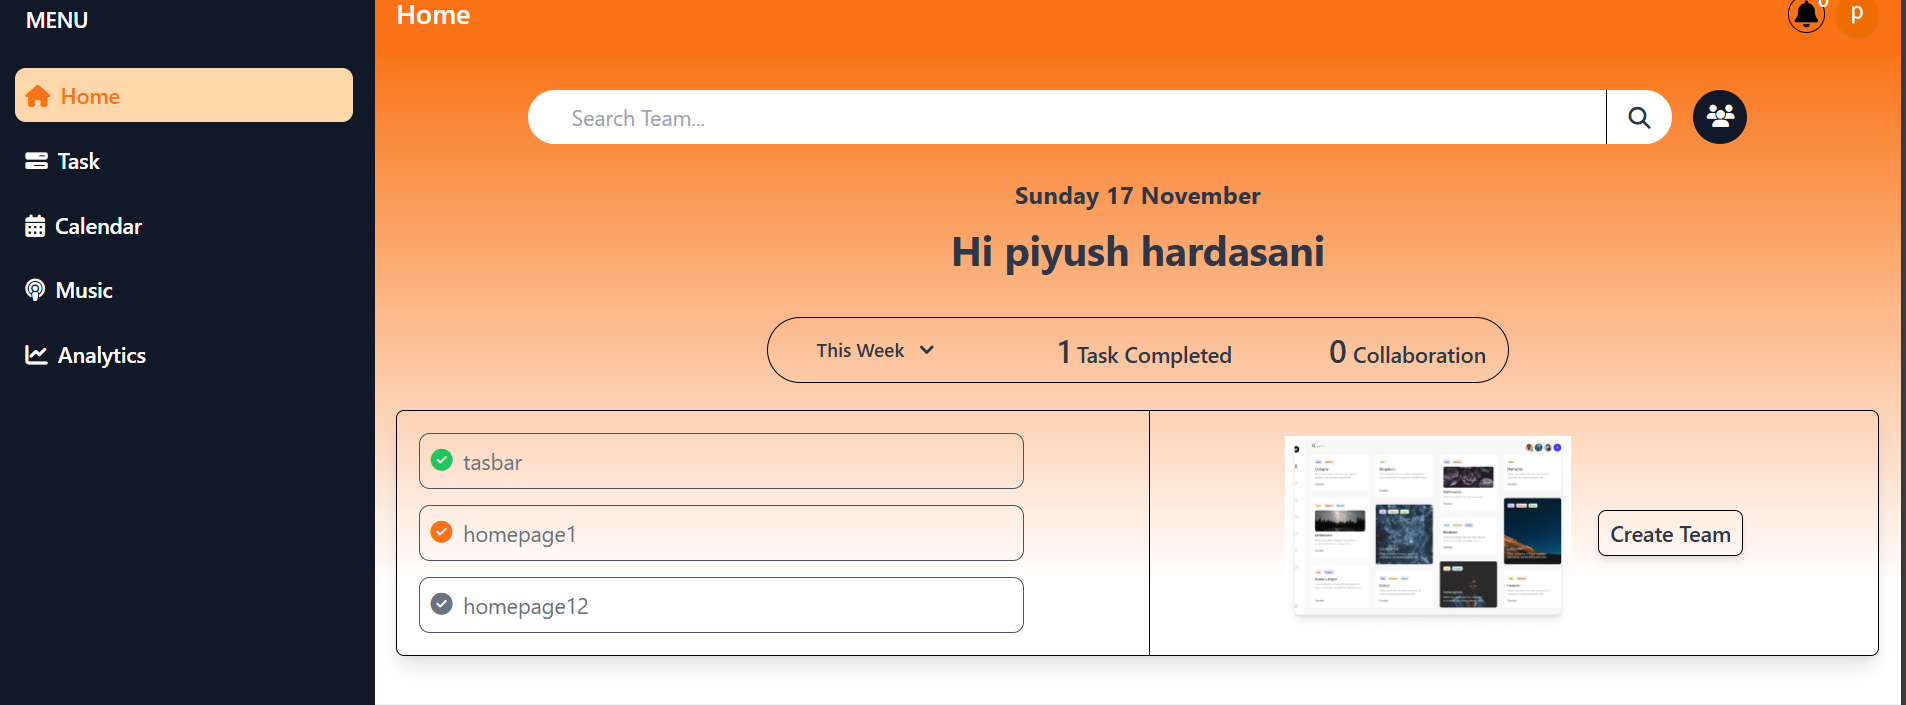 MENU
Home
Task
Calendar
Music
Analytics
Home
0
p
Search Team...
Sunday 17 November
Hi piyush hardasani
This Week
1 Task Completed
0 Collaboration
tasbar
homepage1
homepage12
Create Team